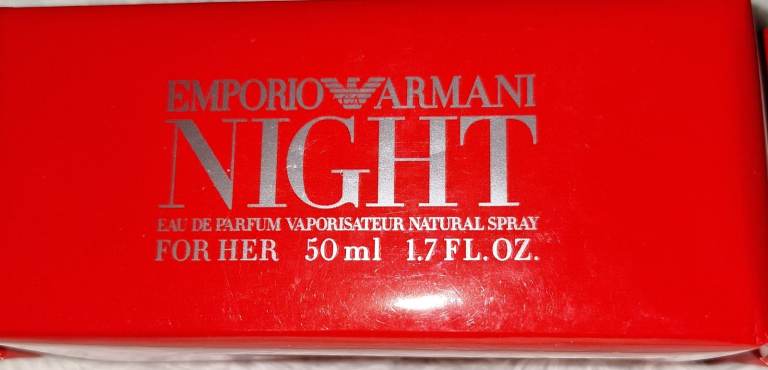 EMPORIO ARMANI
NIGHT
EAU DE PARFUM VAPORISATEUR NATURAL SPRAY
FOR HER 50 ml 1.7 FL. OZ.